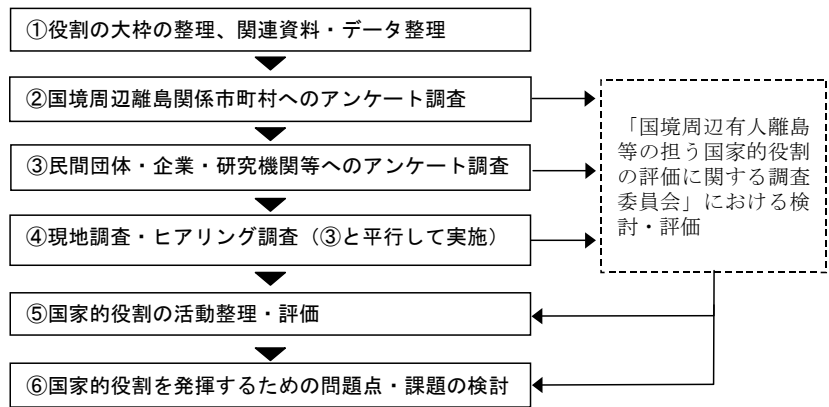 ①役割の大枠の整理、関連資料・データ整理
②国境周辺離島関係市町村へのアンケート調査
③民間団体・企業・研究機関等へのアンケート調査
④現地調査・ヒアリング調査（③と平行して実施）
⑤国家的役割の活動整理・評価
⑥国家的役割を発揮するための問題点・課題の検討
「国境周辺有人離島
等の担う国家的役割
の評価に関する調査
委員会」における検
討・評価